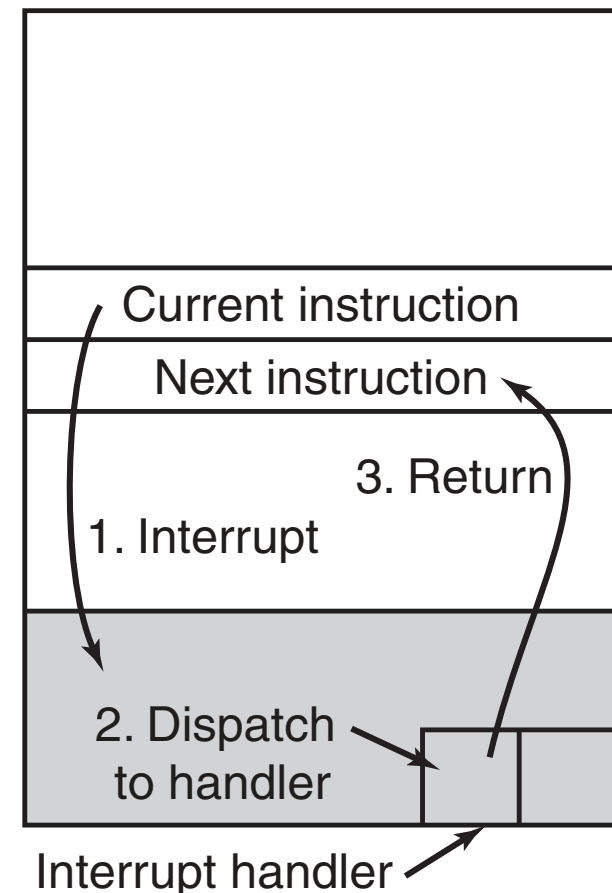 Current instruction
Next instruction
3. Return
1. Interrupt
2. Dispatch
to handler
Interrupt handler